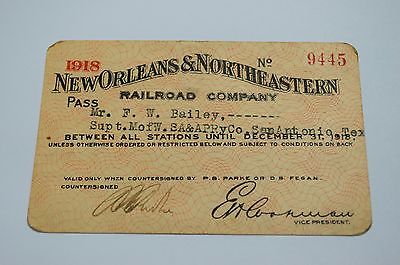 1918 No 9445
NEW ORLEANS & NORTHEASTERN
RAILROAD COMPANY
PASS
Mr. F. W. Bailey,------
Supt.MofW.SA&APRyCo.SanAntonio,Tex
BETWEEN ALL STATIONS UNTIL DECEMBER 31, 1918
UNLESS OTHERWISE ORDERED OR RESTRICTED BELOW AND SUBJECT TO CONDITIONS ON BACK
VALID ONLY WHEN COUNTERSIGNED BY P.B. PARKE OR D.B. FEGAN.
COUNTERSIGNED
VICE PRESIDENT.